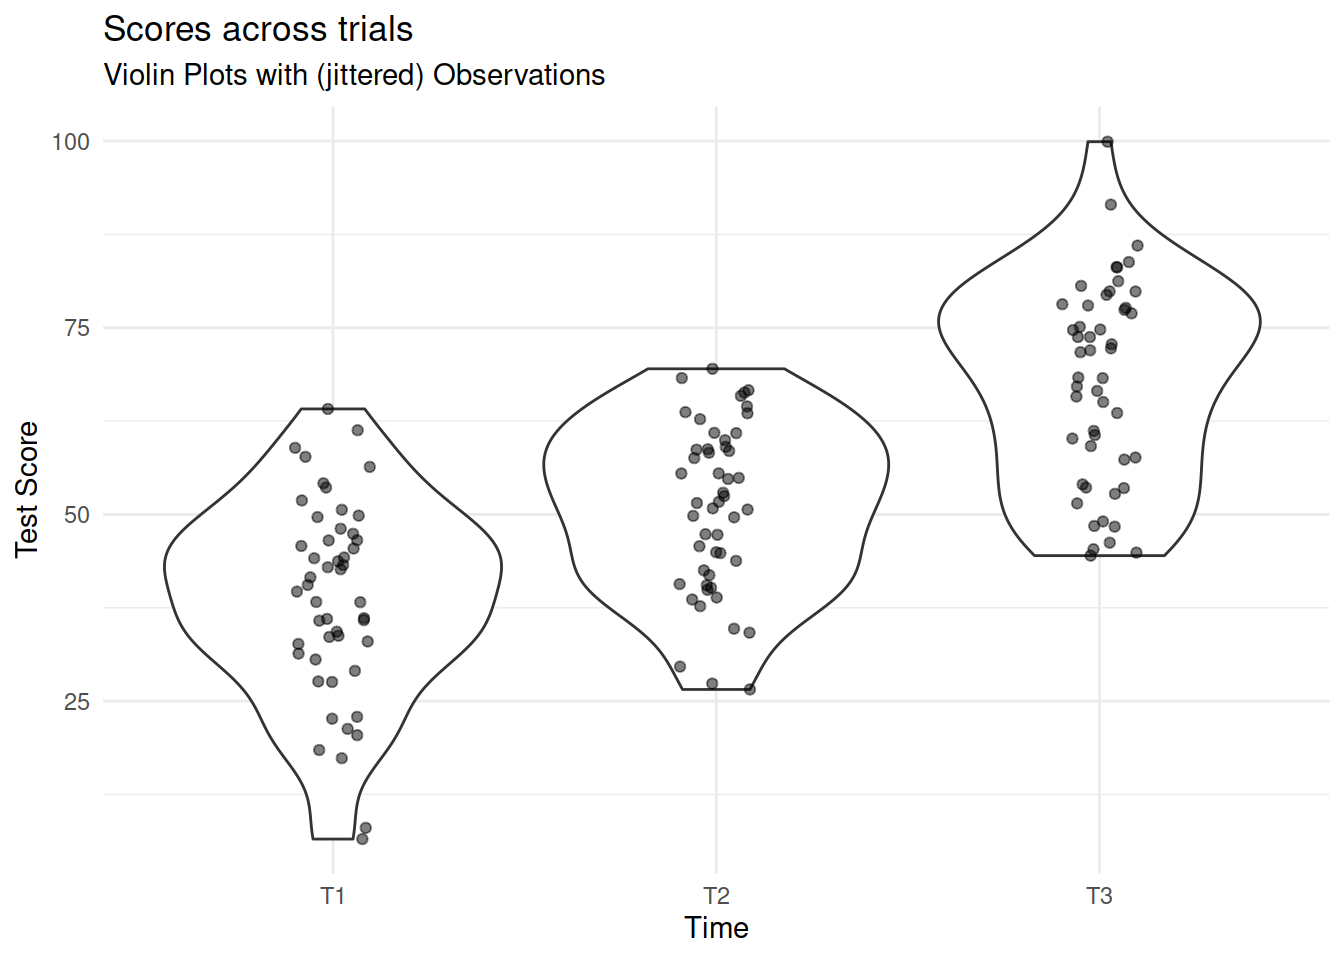 Scores across trials
Violin Plots with (jittered) Observations
100
75
50
25
Test Score
T1 T2 T3
Time